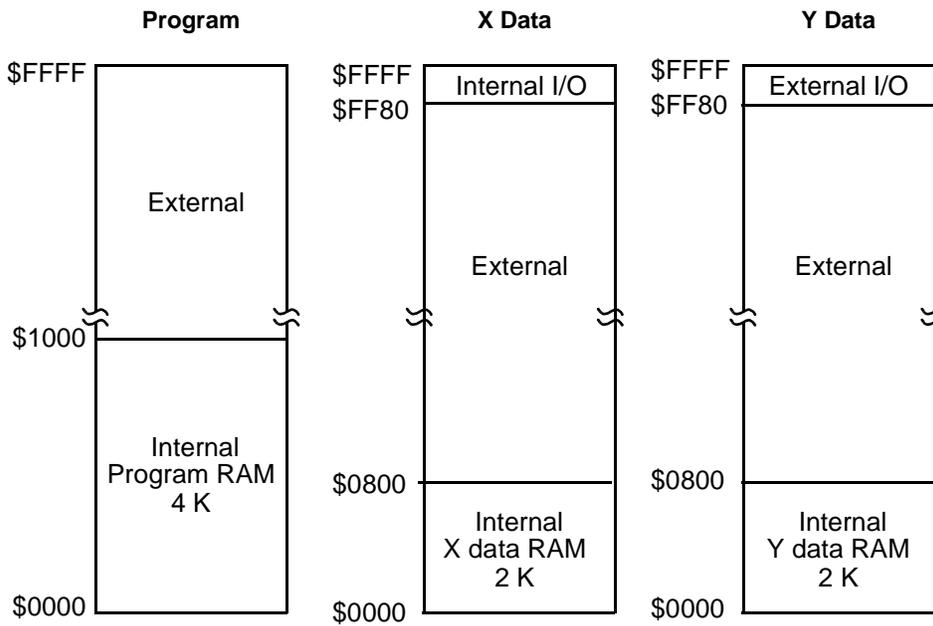 Program
$FFFF
External
$1000
Internal
Program RAM
4 K
$0000
X Data
$FFFF
Internal I/O
$FF80
External
$0800
Internal
X data RAM
2 K
$0000
Y Data
$FFFF
External I/O
$FF80
External
$0800
Internal
Y data RAM
2 K
$0000